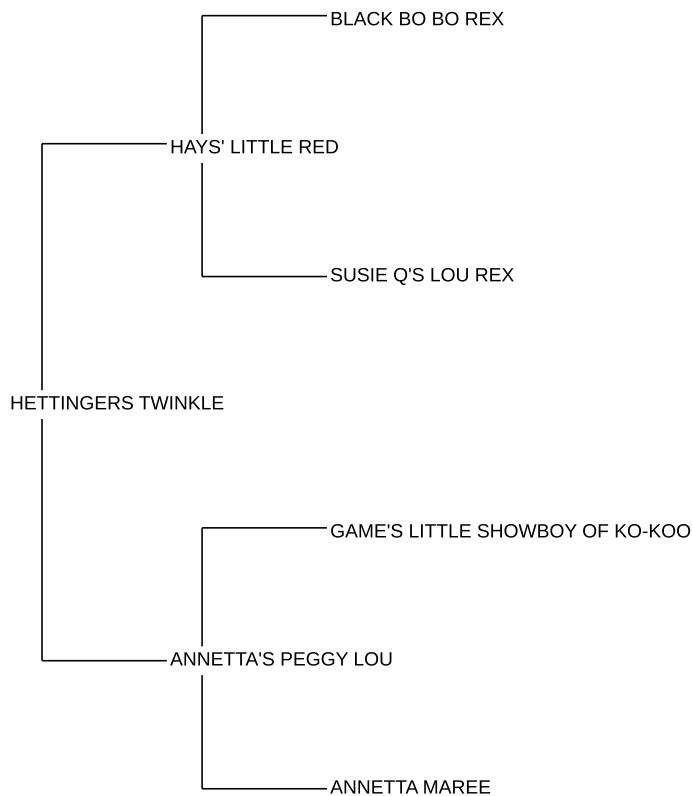 BLACK BO BO REX
HAYS' LITTLE RED
SUSIE Q'S LOU REX
HETTINGERS TWINKLE
GAME'S LITTLE SHOWBOY OF KO-KOO
ANNETTA'S PEGGY LOU
ANNETTA MAREE